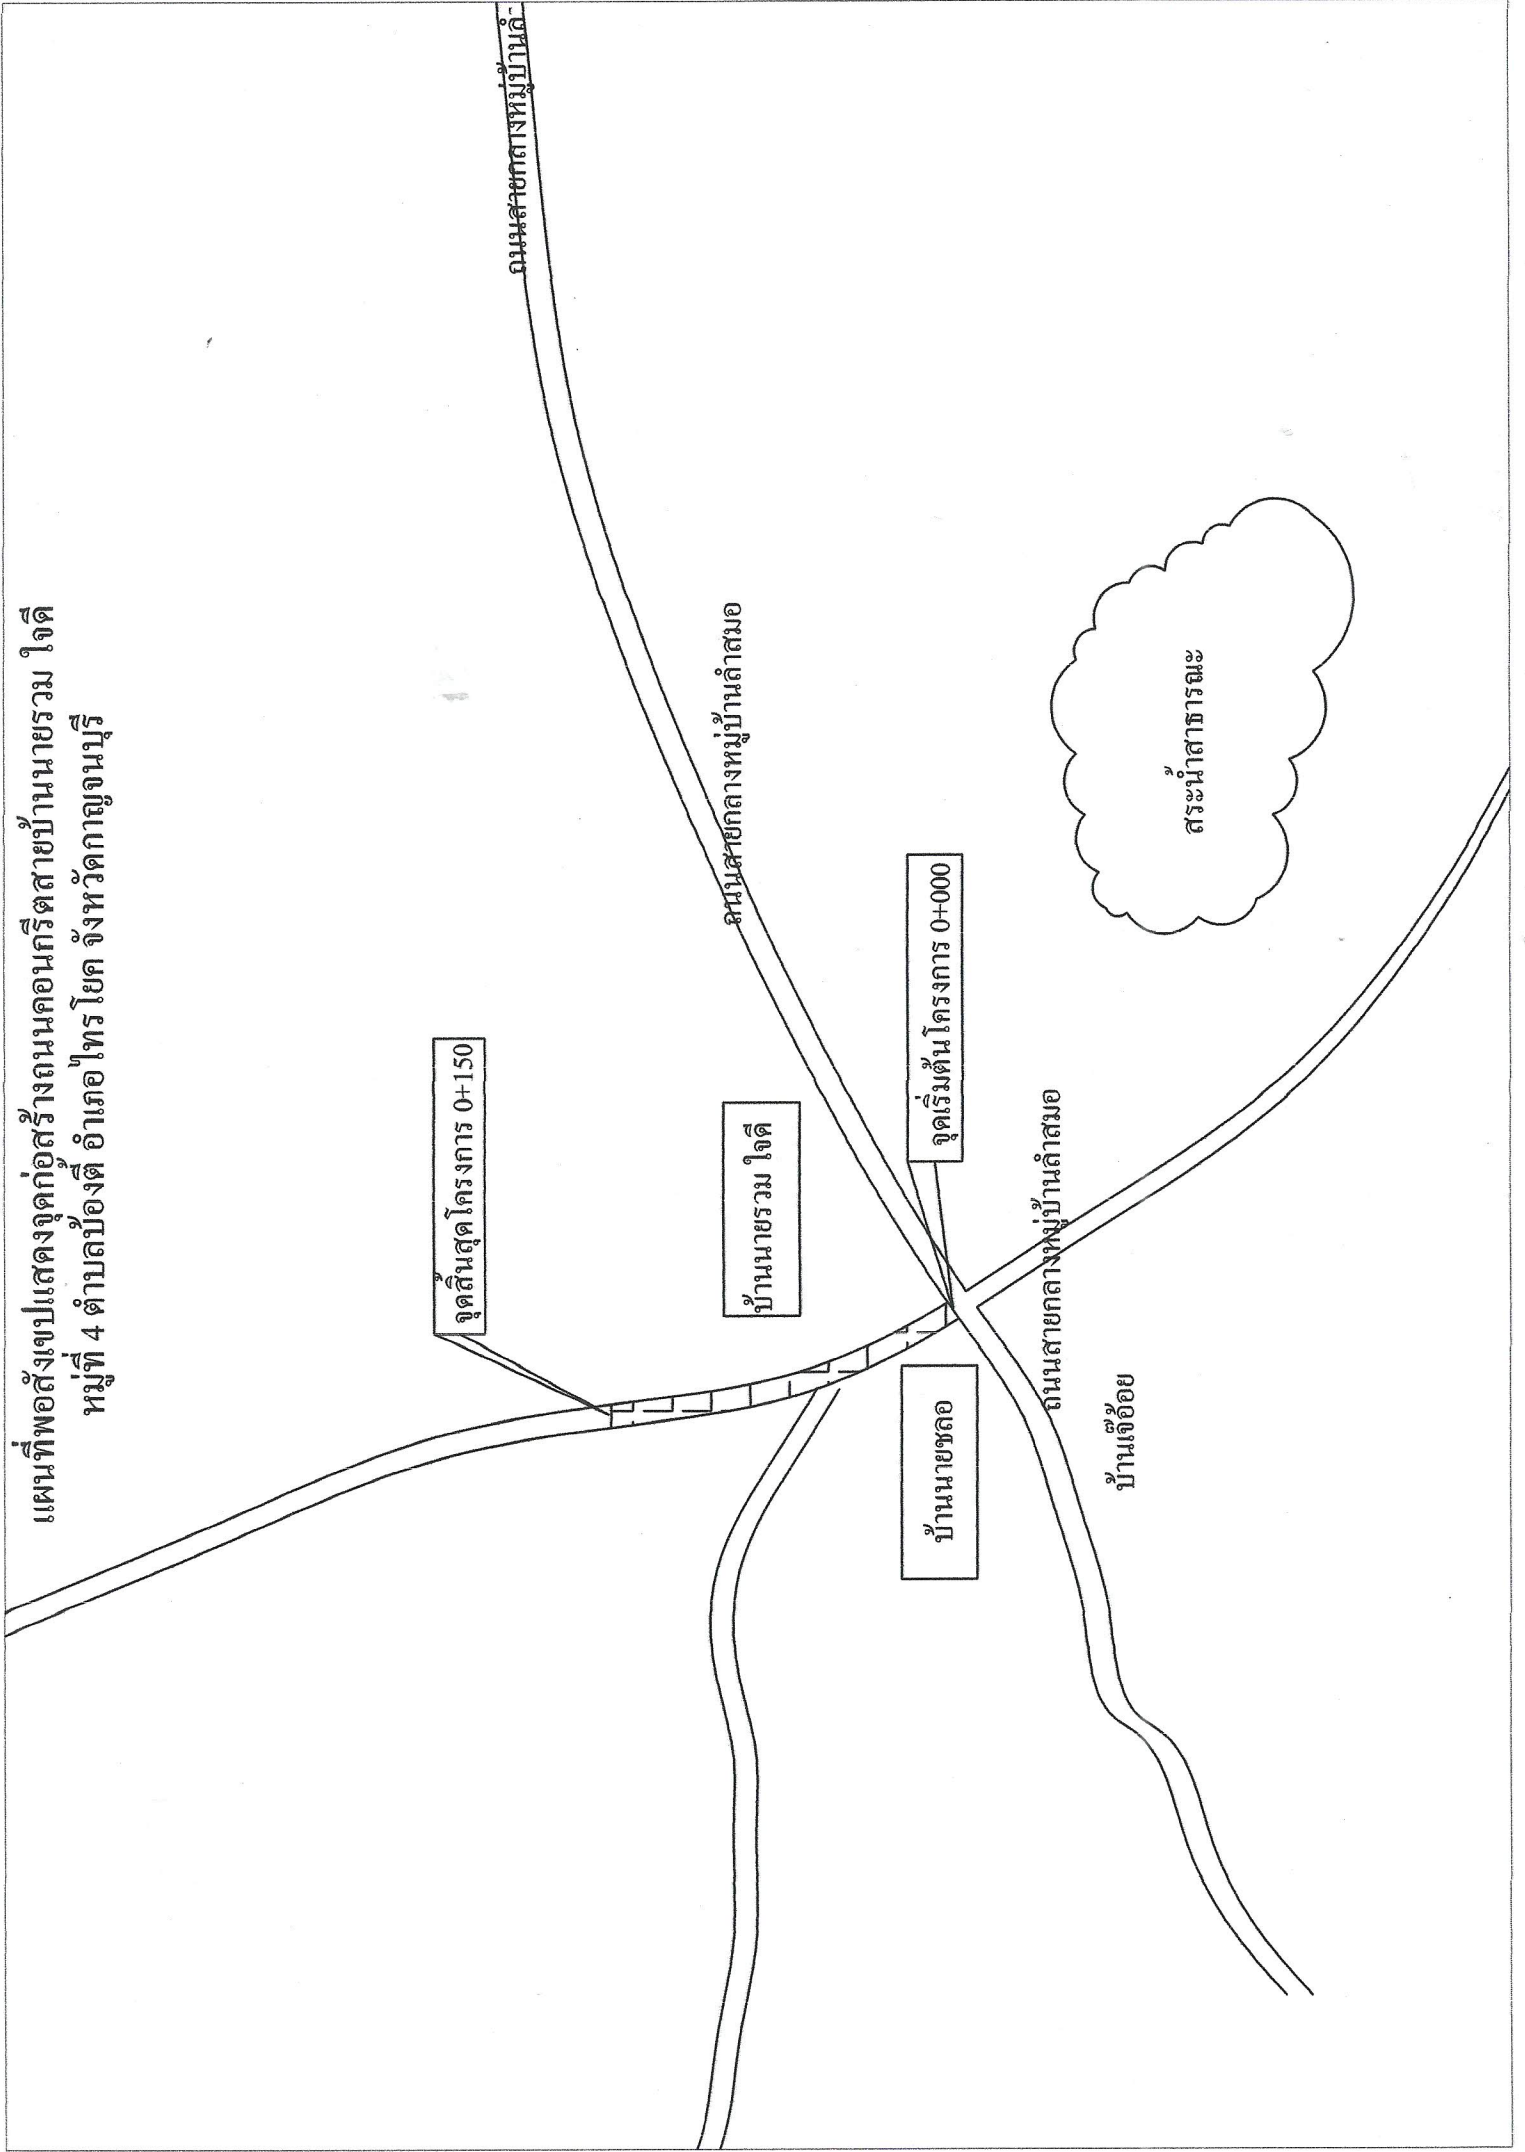 แผนที่พอสังเขปแสดงจุดก่อสร้างถนนคอนกรีตสายบ้านนายรวม ใจดี
หมู่ที่ 4 ตำบลบ้องตี้ อำเภอไทรโยค จังหวัดกาญจนบุรี
ถนนสายกลางหมู่บ้านลำ
จุดสิ้นสุดโครงการ 0+150
ถนนสายกลางหมู่บ้านลำสมอ
บ้านนายรวม ใจดี
จุดเริ่มต้นโครงการ 0+000
บ้านนายชลอ
ถนนสายกลางหมู่บ้านลำสมอ
บ้านเจ๊อ้อย
สระน้ำสาธารณะ